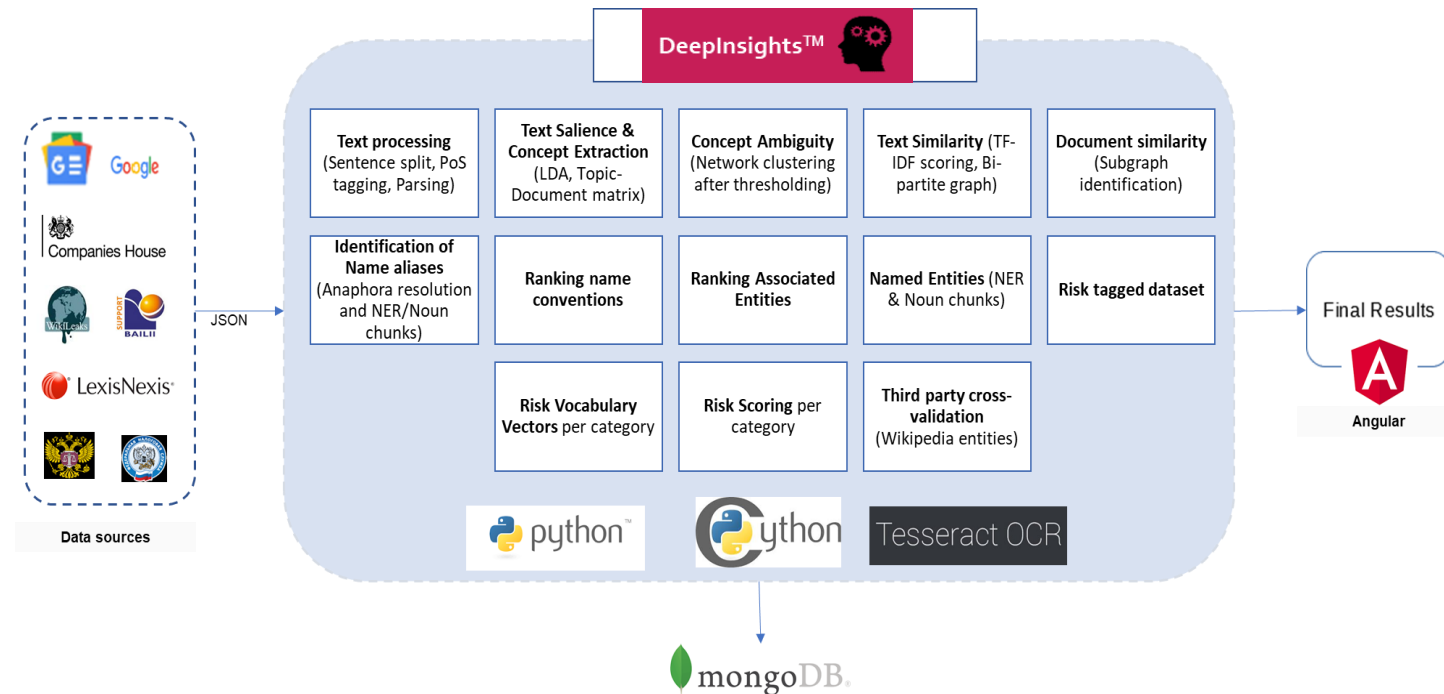 DeepInsights™
Text processing
(Sentence split, PoS
tagging, Parsing)
Text Salience &
Concept Extraction
(LDA, Topic-
Document matrix)
Concept Ambiguity
(Network clustering
after thresholding)
Text Similarity (TF-
IDF scoring, Bi-
partite graph)
Document similarity
(Subgraph
identification)
Identification of
Name aliases
(Anaphora resolution
and NER/Noun
chunks)
Ranking name
conventions
Ranking Associated
Entities
Named Entities (NER
& Noun chunks)
Risk tagged dataset
Risk Vocabulary
Vectors per category
Risk Scoring per
category
Third party cross-
validation
(Wikipedia entities)
python™
Cython
Tesseract OCR
GE
Google
Companies House
WikiLeaks
SUPPORT
BAILII
LexisNexis®
Data sources
JSON
Final Results
A
Angular
mongoDB®